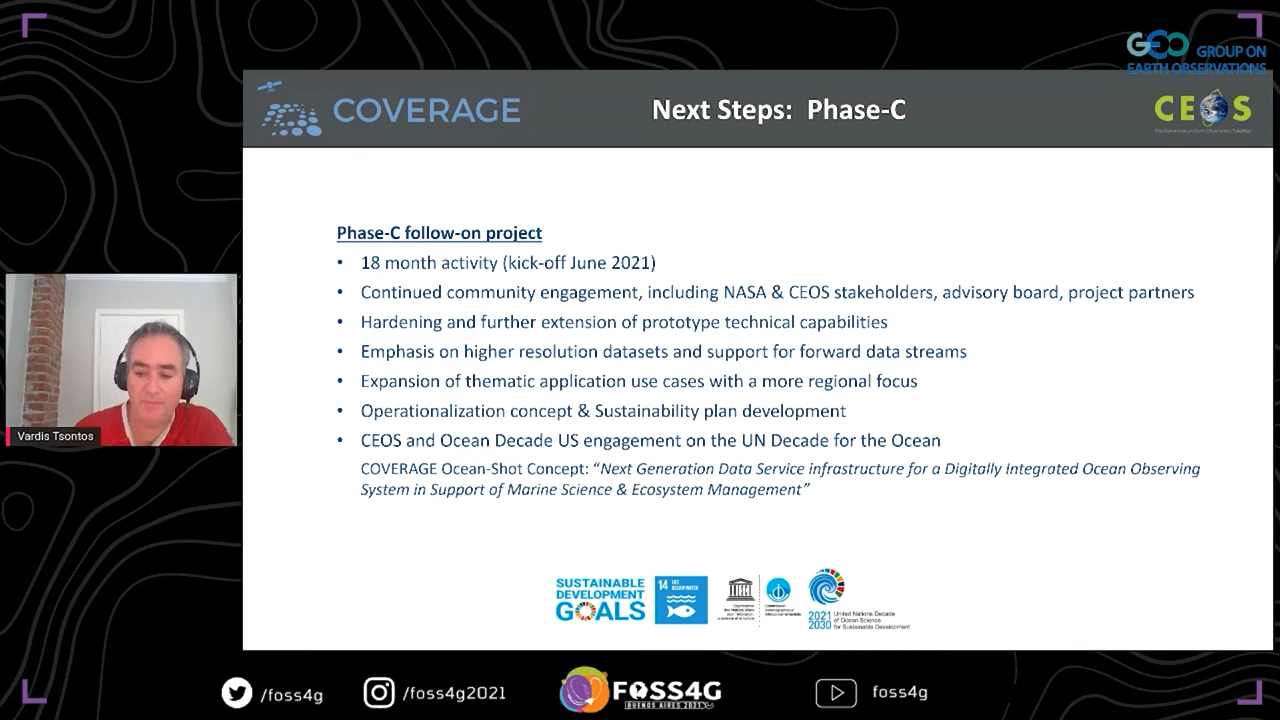 GEO GROUP ON
EARTH OBSERVATIONS
COVERAGE
Next Steps: Phase-C
CEOS
The Committee on Earth Observation Satellites
Phase-C follow-on project
• 18 month activity (kick-off June 2021)
• Continued community engagement, including NASA & CEOS stakeholders, advisory board, project partners
• Hardening and further extension of prototype technical capabilities
• Emphasis on higher resolution datasets and support for forward data streams
• Expansion of thematic application use cases with a more regional focus
• Operationalization concept & Sustainability plan development
• CEOS and Ocean Decade US engagement on the UN Decade for the Ocean
COVERAGE Ocean-Shot Concept: “Next Generation Data Service infrastructure for a Digitally Integrated Ocean Observing
System in Support of Marine Science & Ecosystem Management”
Vardis Tsontos
SUSTAINABLE
DEVELOPMENT
GOALS
14 LIFE
BELOW WATER
2021
2030
United Nations Decade
of Ocean Science
for Sustainable Development
/foss4g
/foss4g2021
FOSS4G
BUENOS AIRES 2021
foss4g